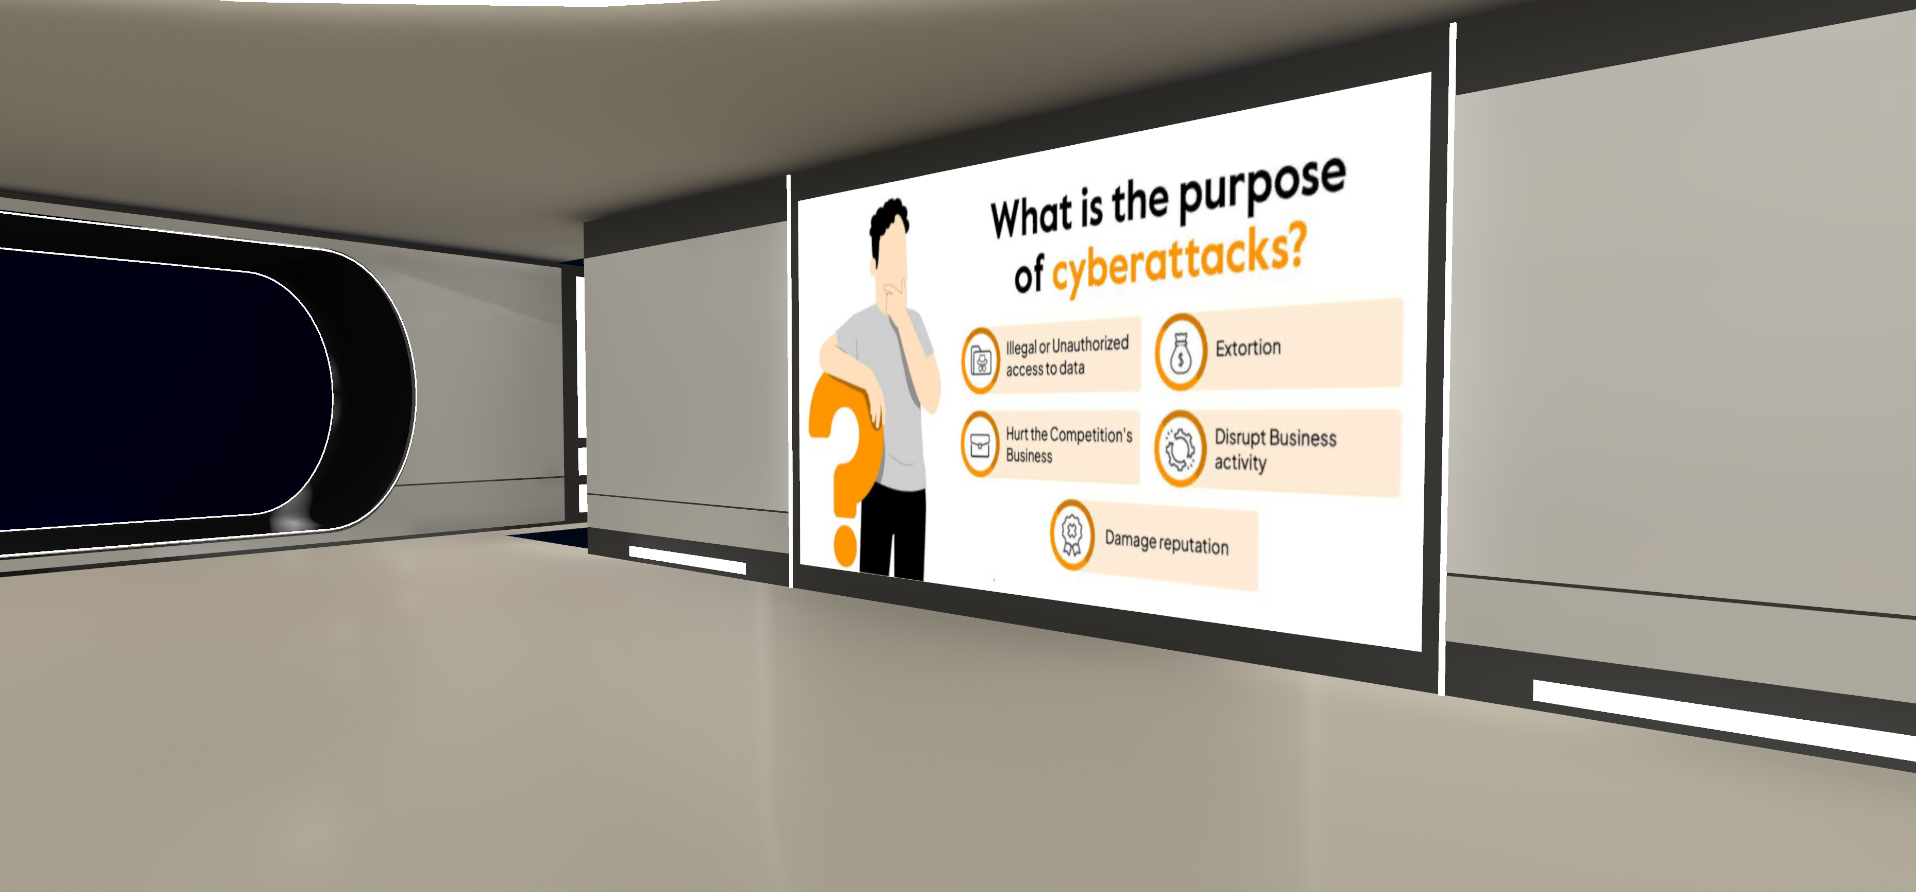 What is the purpose
of cyberattacks?
Illegal or Unauthorized
access to data
Extortion
Hurt the Competition's
Business
Disrupt Business
activity
Damage reputation